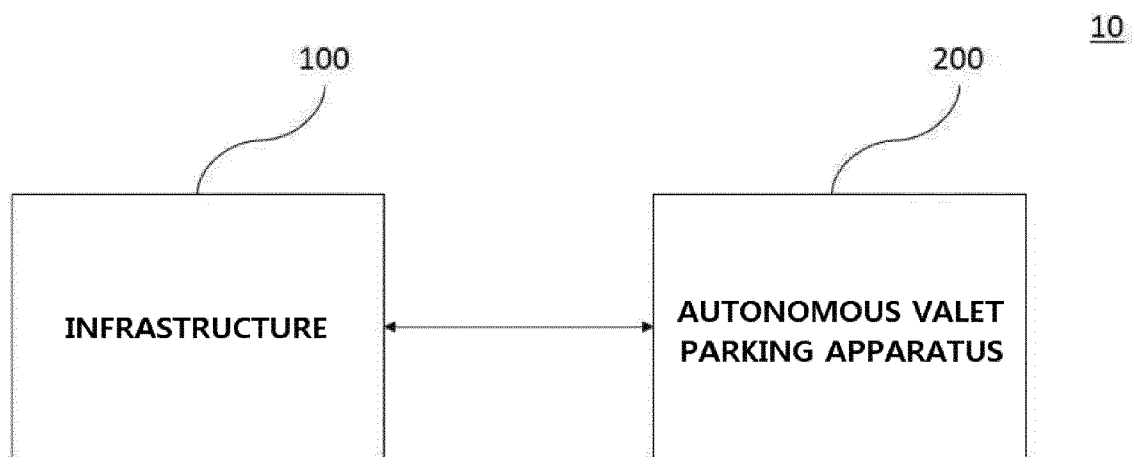 10
100
200
INFRASTRUCTURE
AUTONOMOUS VALET
PARKING APPARATUS